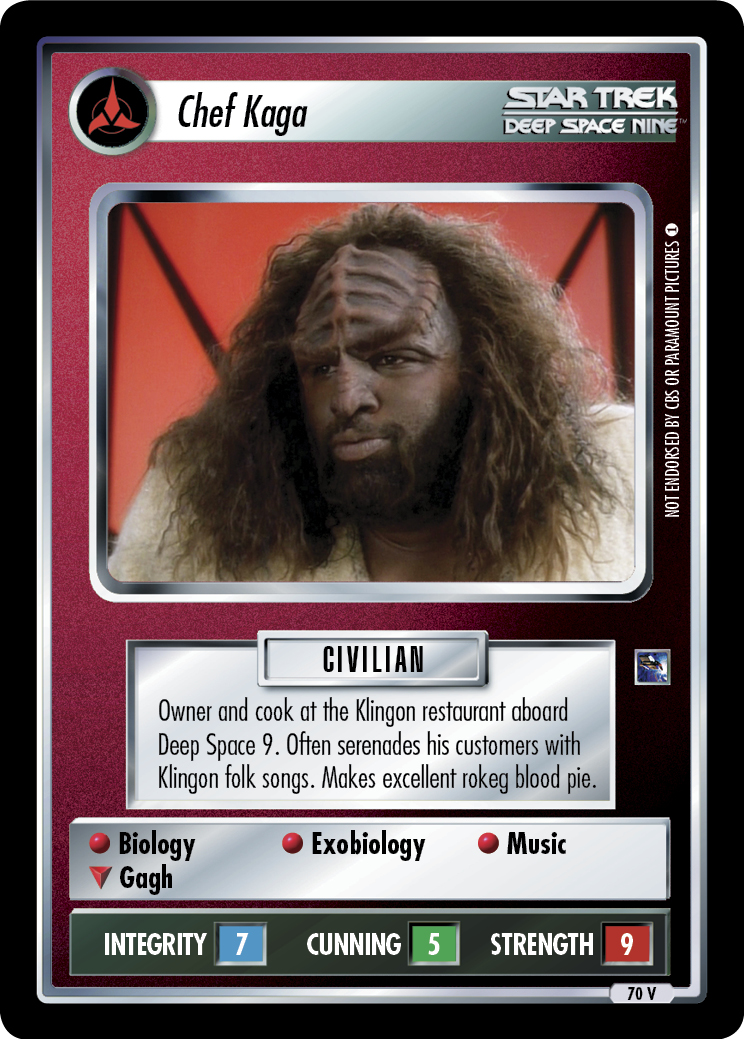 Chef Kaga
STAR TREK
DEEP SPACE NINE™
NOT ENDORSED BY CBS OR PARAMOUNT PICTURES 1
CIVILIAN
Owner and cook at the Klingon restaurant aboard
Deep Space 9. Often serenades his customers with
Klingon folk songs. Makes excellent rokeg blood pie.
Biology Exobiology Music
Gagh
INTEGRITY 7 CUNNING 5 STRENGTH 9
70 V